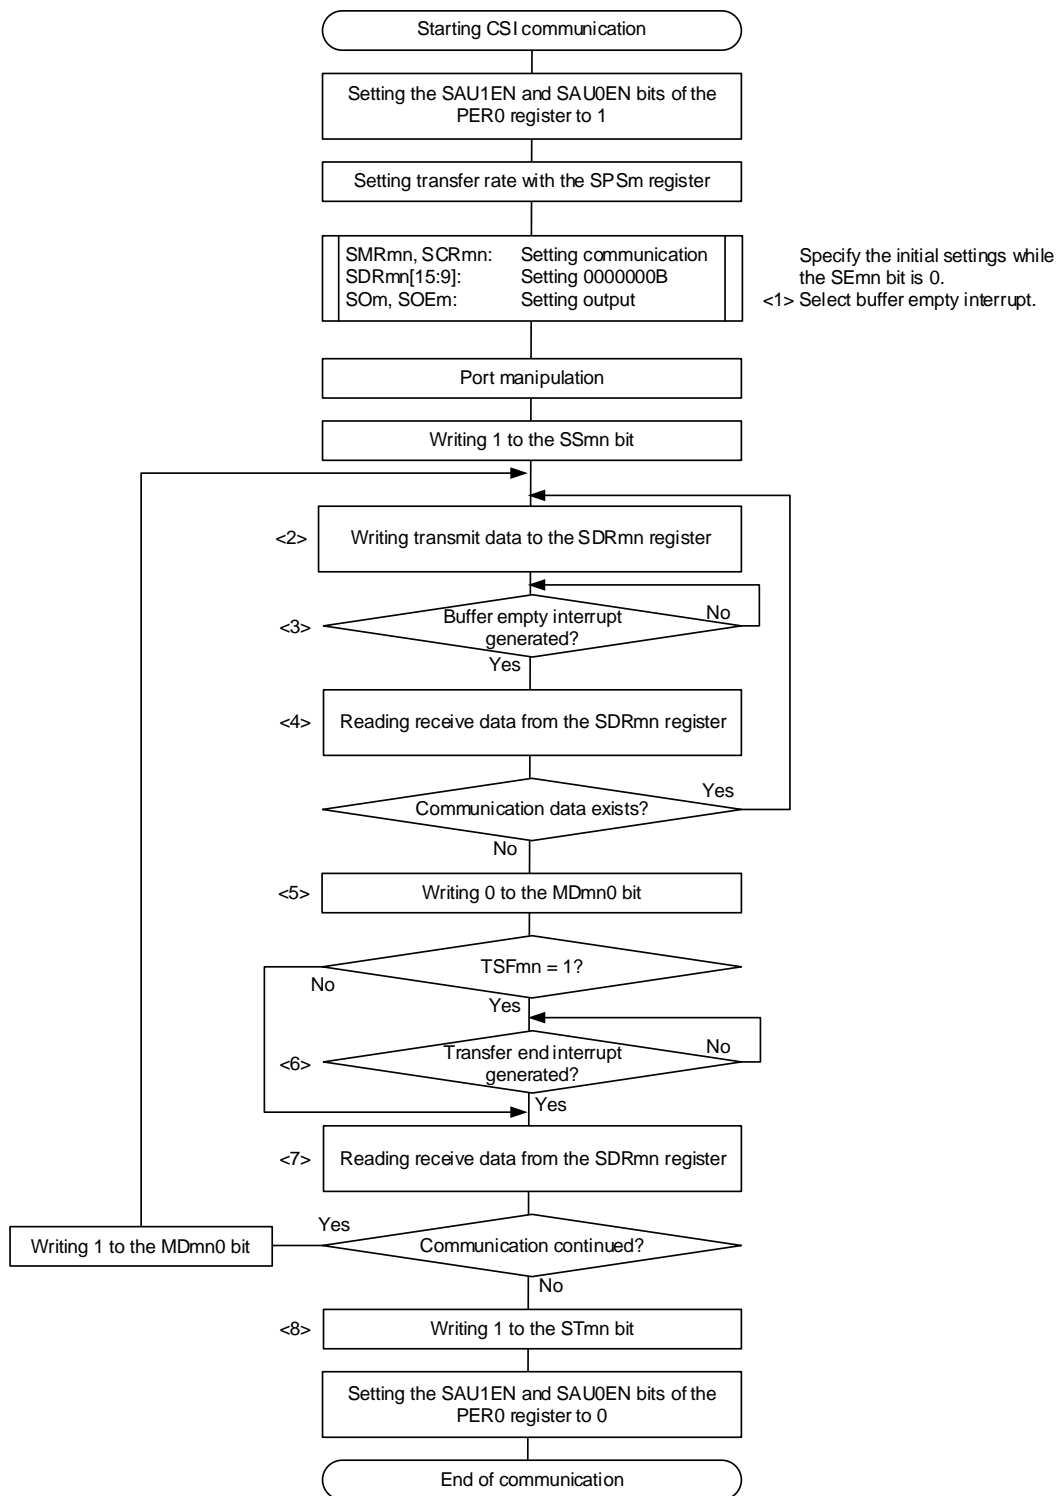 Starting CSI communication
Setting the SAU1EN and SAU0EN bits of the
PER0 register to 1
Setting transfer rate with the SPSm register
SMRmn, SCRmn: Setting communication
SDRmn[15:9]: Setting 0000000B
SOm, SOEm: Setting output
Specify the initial settings while
the SEmn bit is 0.
<1> Select buffer empty interrupt.
Port manipulation
Writing 1 to the SSmn bit
<2> Writing transmit data to the SDRmn register
<3> Buffer empty interrupt
generated?
No
Yes
<4> Reading receive data from the SDRmn register
Communication data exists?
Yes
No
<5> Writing 0 to the MDmn0 bit
TSFmn = 1?
No
Yes
<6> Transfer end interrupt
generated?
No
Yes
<7> Reading receive data from the SDRmn register
Communication continued?
Yes
Writing 1 to the MDmn0 bit
No
<8> Writing 1 to the STmn bit
Setting the SAU1EN and SAU0EN bits of the
PER0 register to 0
End of communication